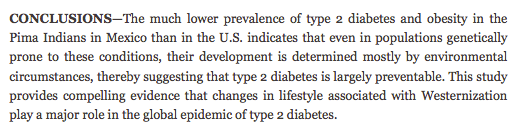 CONCLUSIONS—The much lower prevalence of type 2 diabetes and obesity in the
Pima Indians in Mexico than in the U.S. indicates that even in populations genetically
prone to these conditions, their development is determined mostly by environmental
circumstances, thereby suggesting that type 2 diabetes is largely preventable. This study
provides compelling evidence that changes in lifestyle associated with Westernization
play a major role in the global epidemic of type 2 diabetes.